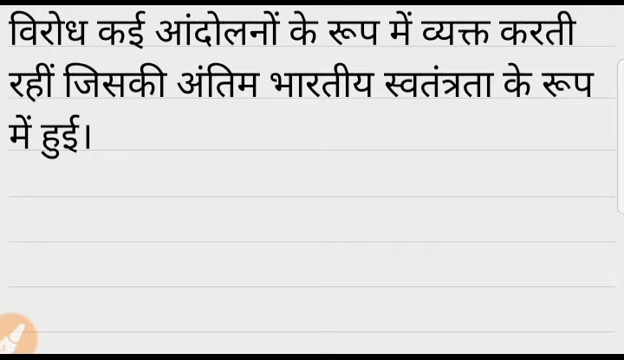 विरोध कई आंदोलनों के रूप में व्यक्त करती
रहीं जिसकी अंतिम भारतीय स्वतंत्रता के रूप
में हुई।